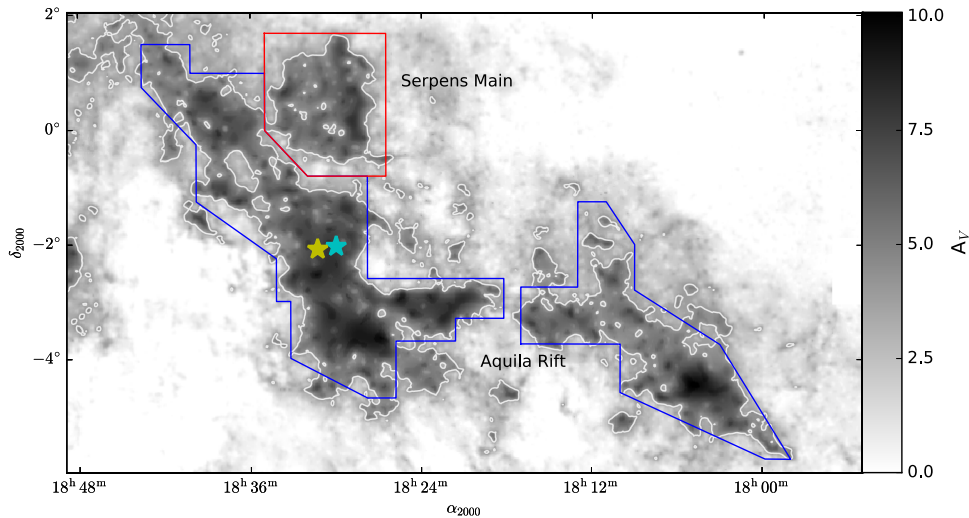 2°
0°
−2°
−4°
δ2000
18h 48m
18h 36m
18h 24m
18h 12m
18h 00m
α2000
Serpens Main
Aquila Rift
10.0
7.5
5.0
2.5
0.0
AV